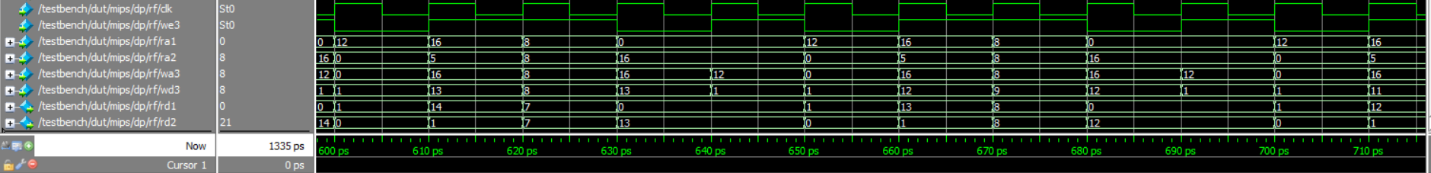 /testbench/dut/mips/dp/rf/clk St0
/testbench/dut/mips/dp/rf/we3 St0
/testbench/dut/mips/dp/rf/ra1 0 0 12 16 8 0 12 16 8 0 12 16
/testbench/dut/mips/dp/rf/ra2 0 16 0 5 8 16 0 5 8 16 0 5
/testbench/dut/mips/dp/rf/wa3 8 12 0 16 8 16 12 0 16 8 16 12 0 16
/testbench/dut/mips/dp/rf/wd3 8 1 1 13 8 13 1 1 12 9 12 1 1 11
/testbench/dut/mips/dp/rf/rd1 0 0 1 14 7 0 1 13 8 0 1 12
/testbench/dut/mips/dp/rf/rd2 21 14 0 1 7 13 0 1 8 12 0 1
Now 1335 ps 600 ps 610 ps 620 ps 630 ps 640 ps 650 ps 660 ps 670 ps 680 ps 690 ps 700 ps 710 ps
Cursor 1 0 ps